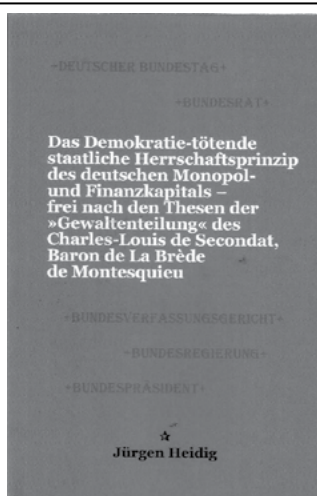 +DEUTSCHER BUNDESTAG+
+BUNDESRAT+
Das Demokratie-tötende
staatliche Herrschaftsprinzip
des deutschen Monopol-
und Finanzkapitals –
frei nach den Thesen der
»Gewaltenteilung« des
Charles-Louis de Secondat,
Baron de La Brède
de Montesquieu
+BUNDESVERFASSUNGSGERICHT+
+BUNDESREGIERUNG+
+BUNDESPRÄSIDENT+
Jürgen Heidig